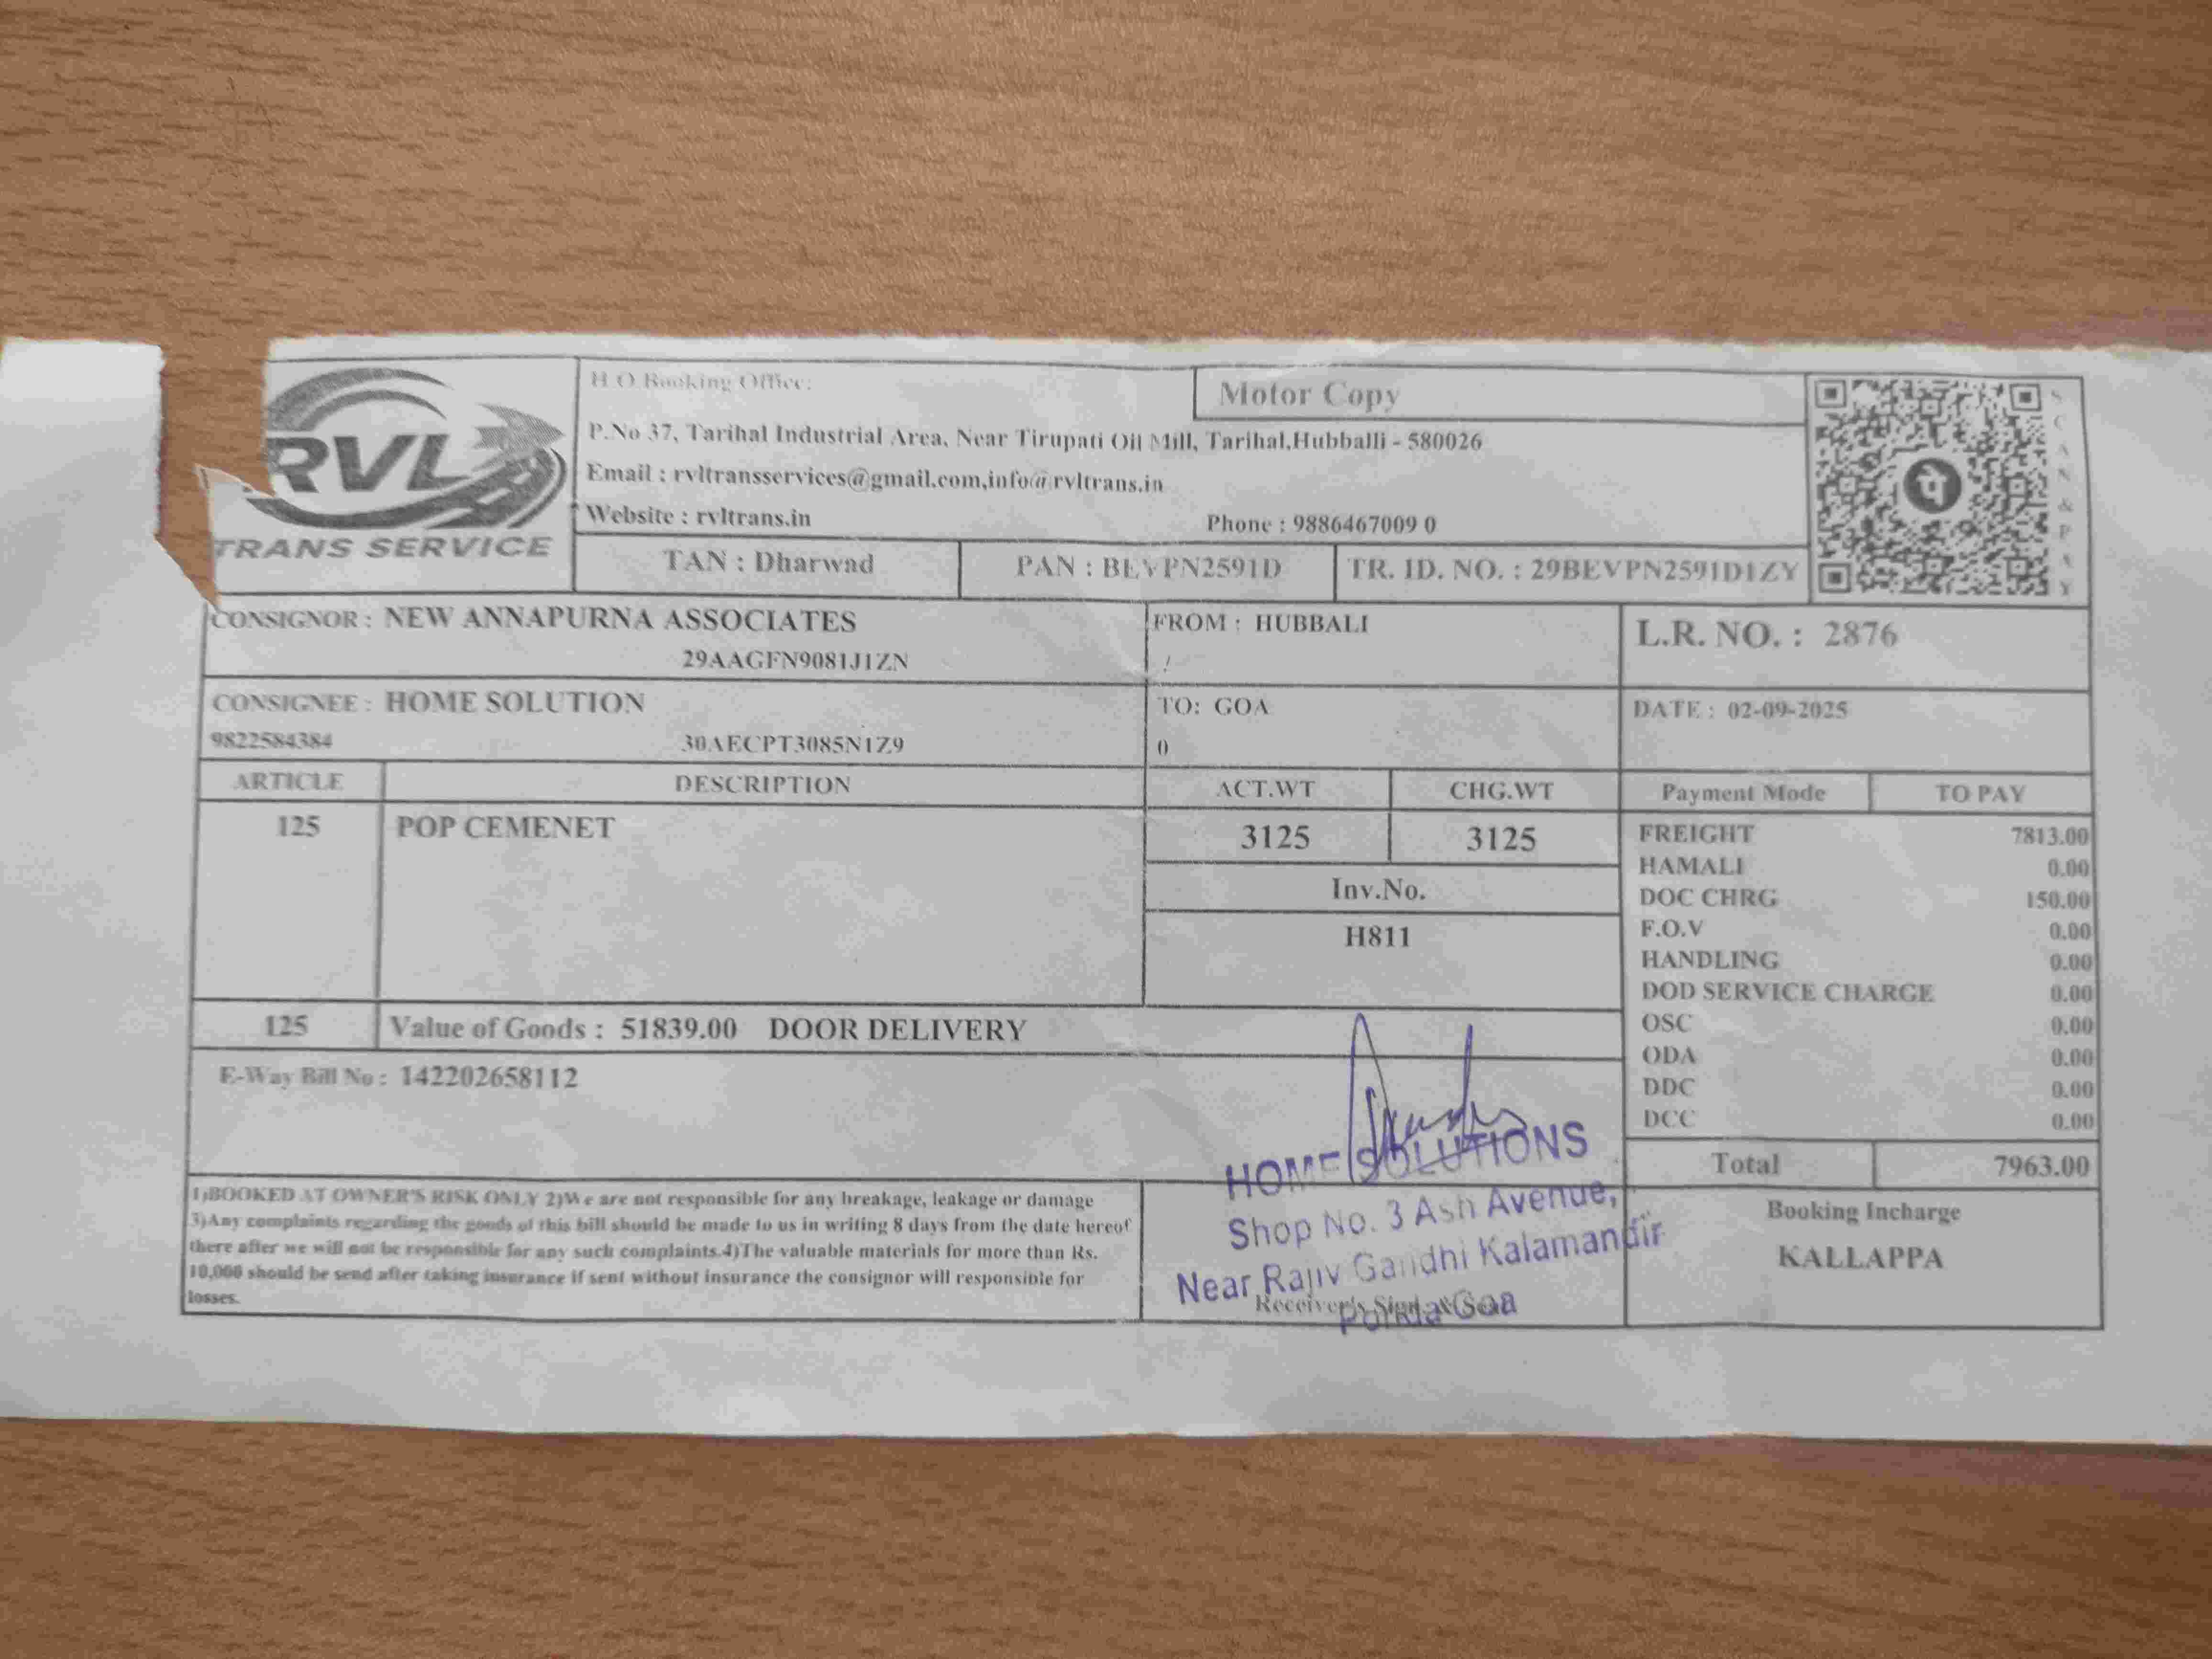 RVL
TRANS SERVICE
H.O.Booking Office:
Motor Copy
P.No 37, Tarihal Industrial Area, Near Tirupati Oil Mill, Tarihal,Hubballi - 580026
Email : rvltransservices@gmail.com,info@rvltrans.in
Website : rvltrans.in
Phone : 9886467009 0
TAN : Dharwad
PAN : BEVPN2591D
TR. ID. NO. : 29BEVPN2591D1ZY
SCAN & PAY
CONSIGNOR : NEW ANNAPURNA ASSOCIATES
29AAGFN9081J1ZN
FROM : HUBBALI
/
L.R. NO. : 2876
CONSIGNEE : HOME SOLUTION
9822584384 30AECPT3085N1Z9
TO: GOA
0
DATE : 02-09-2025
ARTICLE DESCRIPTION ACT.WT CHG.WT Payment Mode TO PAY
125 POP CEMENET 3125 3125
Inv.No.
H811
FREIGHT 7813.00
HAMALI 0.00
DOC CHRG 150.00
F.O.V 0.00
HANDLING 0.00
DOD SERVICE CHARGE 0.00
OSC 0.00
ODA 0.00
DDC 0.00
DCC 0.00
125 Value of Goods : 51839.00 DOOR DELIVERY
E-Way Bill No : 142202658112
Total 7963.00
1)BOOKED AT OWNER'S RISK ONLY 2)We are not responsible for any breakage, leakage or damage
3)Any complaints regarding the goods of this bill should be made to us in writing 8 days from the date hereof
there after we will not be responsible for any such complaints.4)The valuable materials for more than Rs.
10,000 should be send after taking insurance if sent without insurance the consignor will responsible for
losses.
HOME SOLUTIONS
Shop No. 3 Ash Avenue,
Near Rajiv Gandhi Kalamandir
Ponda Goa
Receiver's Sign & Seal
Booking Incharge
KALLAPPA